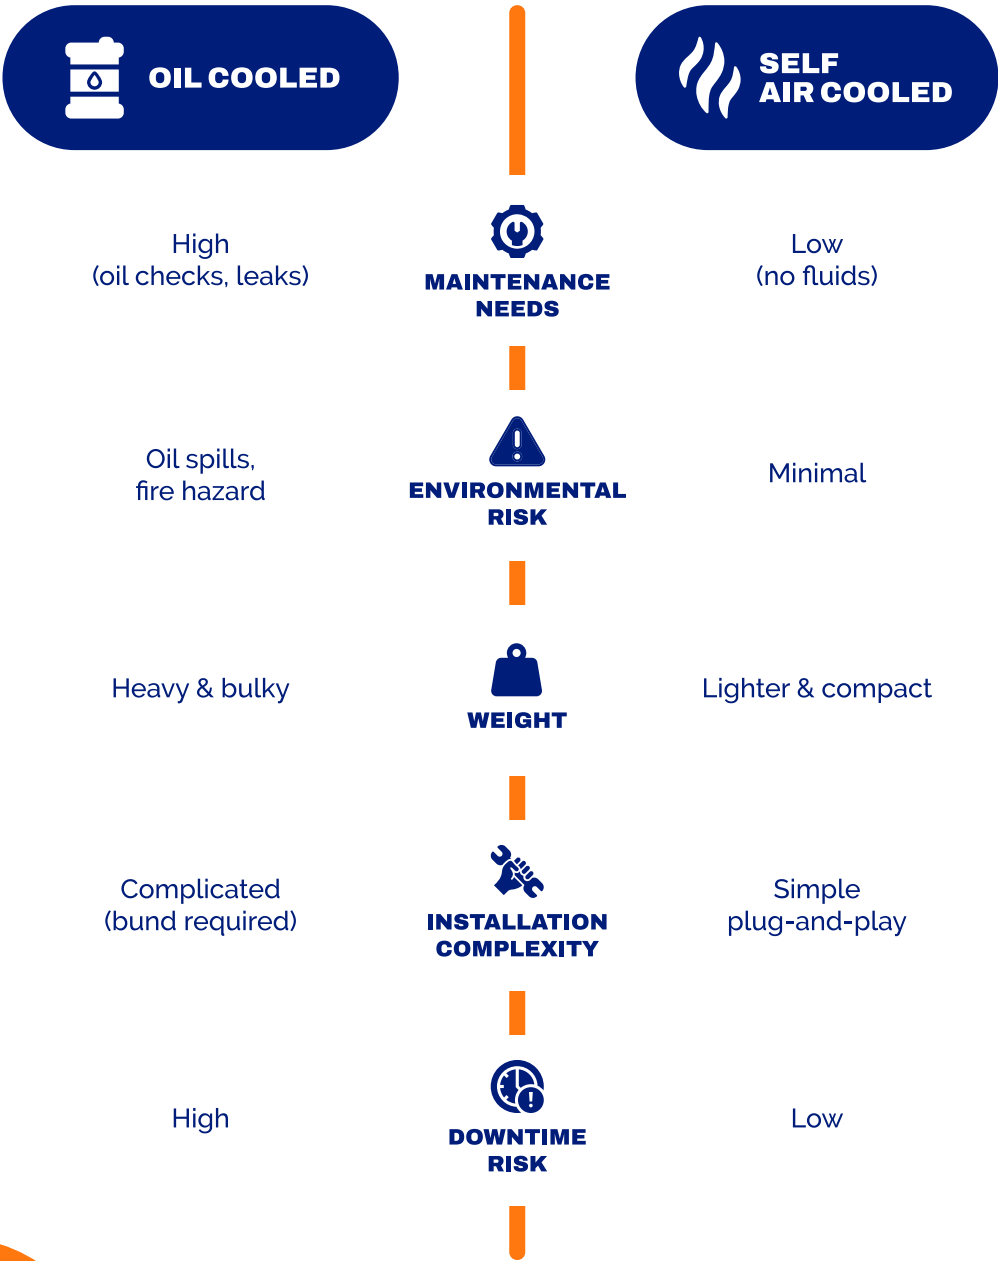 OIL COOLED
SELF
AIR COOLED
High
(oil checks, leaks)
MAINTENANCE
NEEDS
Low
(no fluids)
Oil spills,
fire hazard
ENVIRONMENTAL
RISK
Minimal
Heavy & bulky
WEIGHT
Lighter & compact
Complicated
(bund required)
INSTALLATION
COMPLEXITY
Simple
plug-and-play
High
DOWNTIME
RISK
Low